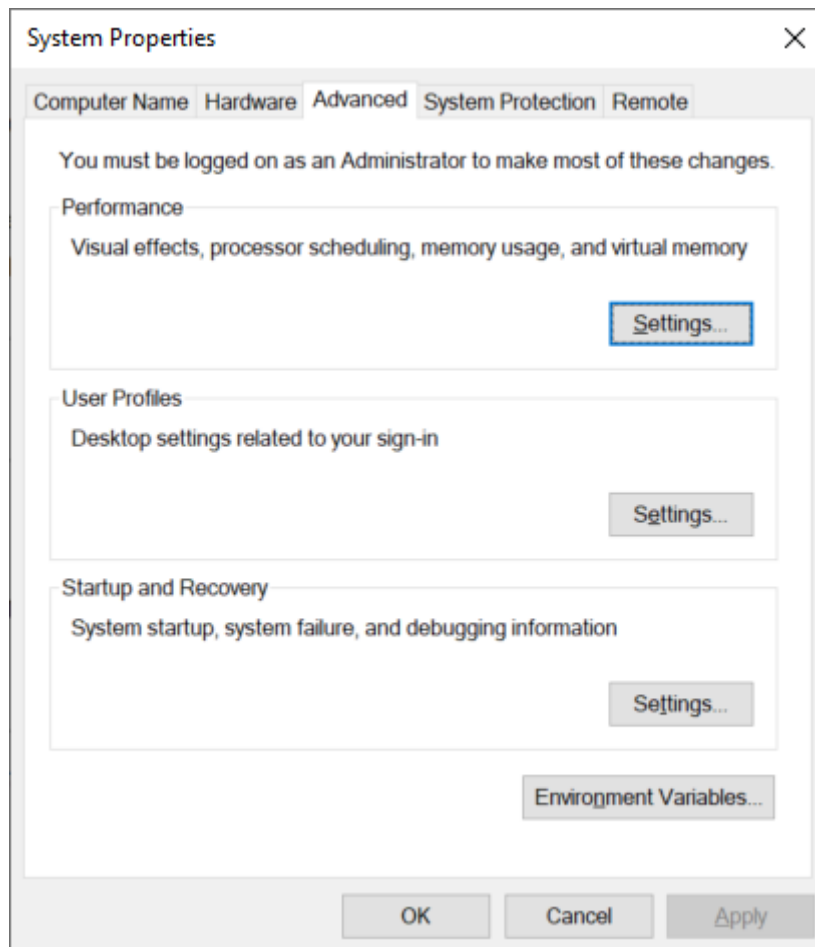 System Properties
Computer Name Hardware Advanced System Protection Remote
You must be logged on as an Administrator to make most of these changes.
Performance
Visual effects, processor scheduling, memory usage, and virtual memory
Settings...
User Profiles
Desktop settings related to your sign-in
Settings...
Startup and Recovery
System startup, system failure, and debugging information
Settings...
Environment Variables...
OK Cancel Apply